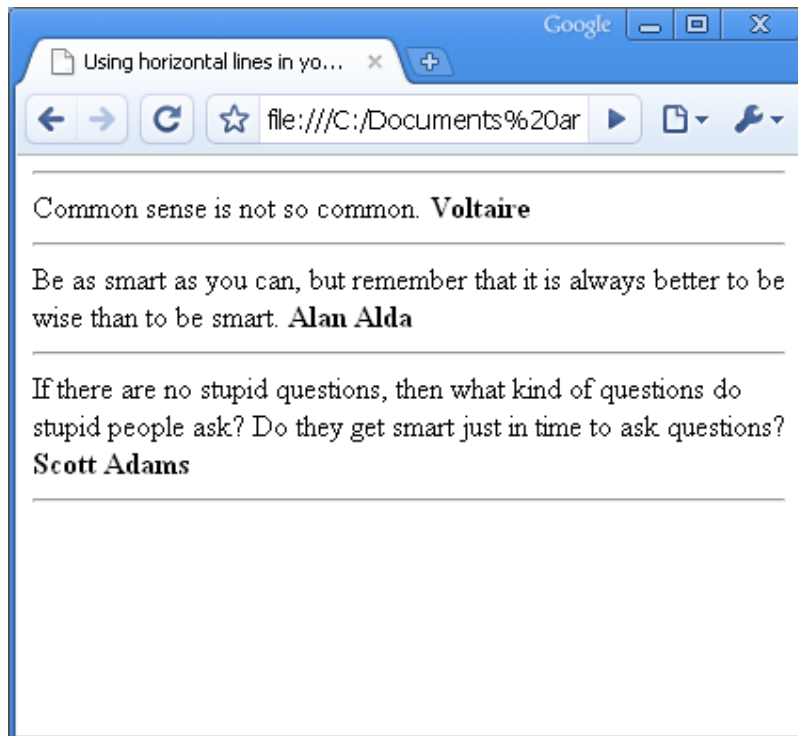 Google
Using horizontal lines in yo...
file:///C:/Documents%20ar
Common sense is not so common. Voltaire
Be as smart as you can, but remember that it is always better to be
wise than to be smart. Alan Alda
If there are no stupid questions, then what kind of questions do
stupid people ask? Do they get smart just in time to ask questions?
Scott Adams